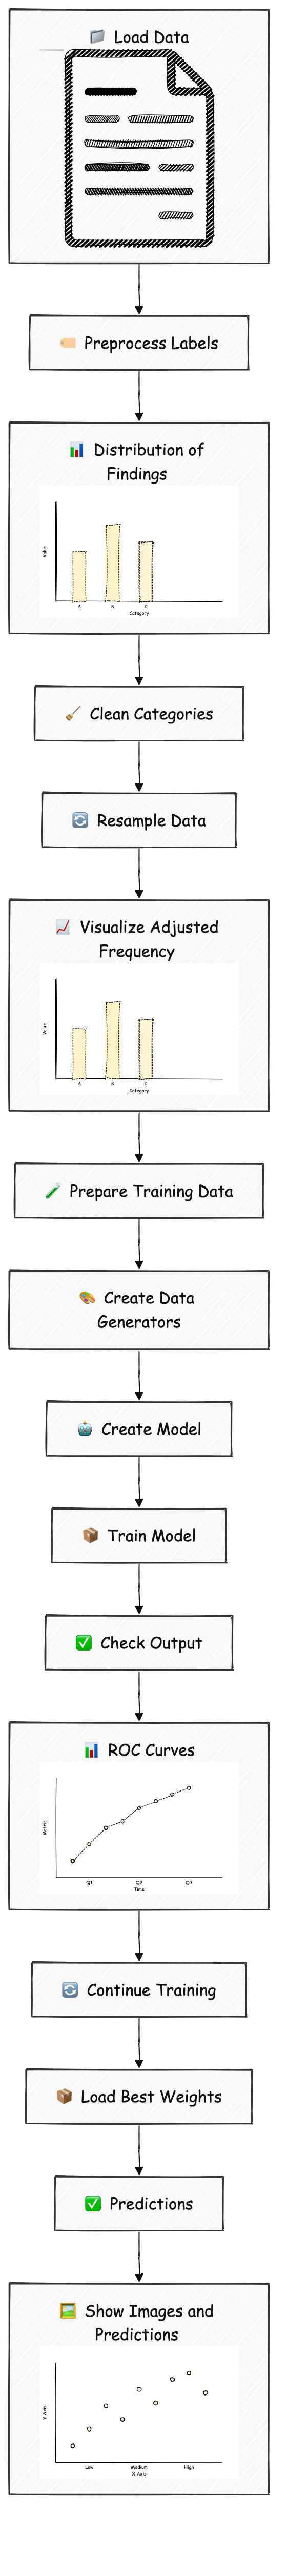 📁 Load Data
🏷️ Preprocess Labels
📊 Distribution of
Findings
Value
A B C
Category
🧹 Clean Categories
🔄 Resample Data
📈 Visualize Adjusted
Frequency
Value
A B C
Category
🧪 Prepare Training Data
🎨 Create Data
Generators
🤖 Create Model
📦 Train Model
✅ Check Output
📊 ROC Curves
Metric
Q1 Q2 Q3
Time
🔄 Continue Training
📦 Load Best Weights
✅ Predictions
🖼️ Show Images and
Predictions
Y Axis
Low Medium High
X Axis